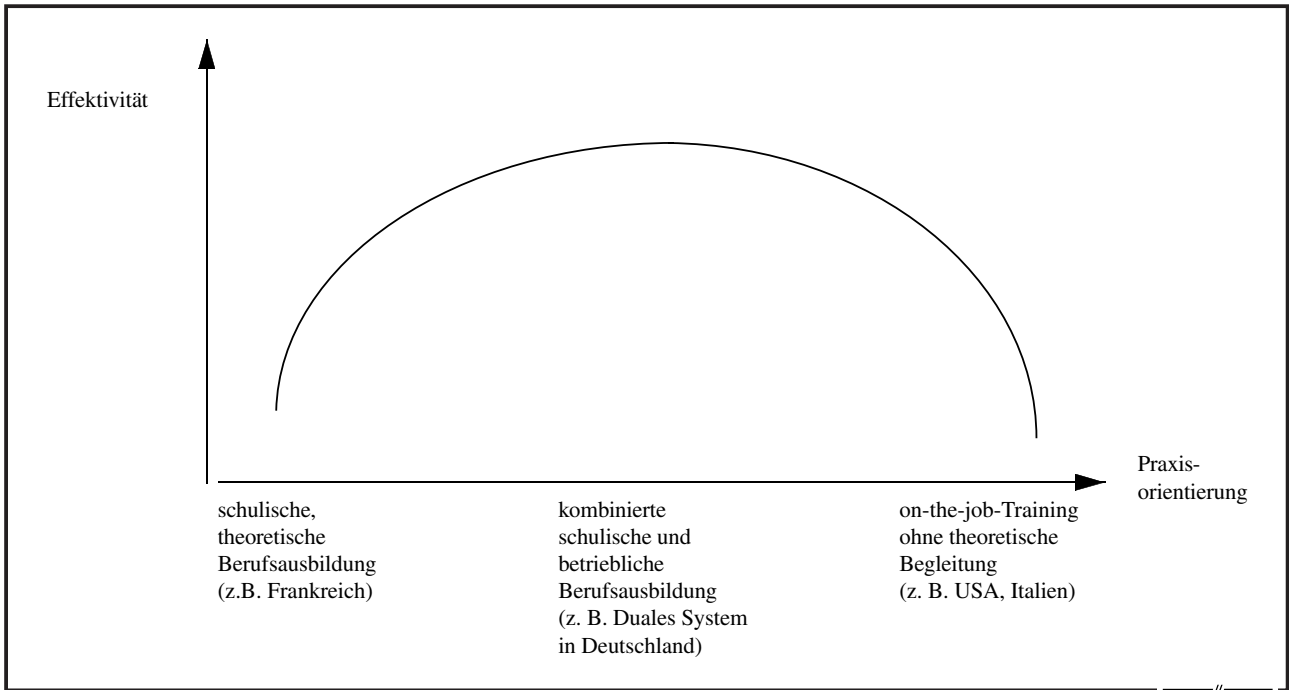 Effektivität
Praxis-
orientierung
schulische,
theoretische
Berufsausbildung
(z.B. Frankreich)
kombinierte
schulische und
betriebliche
Berufsausbildung
(z. B. Duales System
in Deutschland)
on-the-job-Training
ohne theoretische
Begleitung
(z. B. USA, Italien)